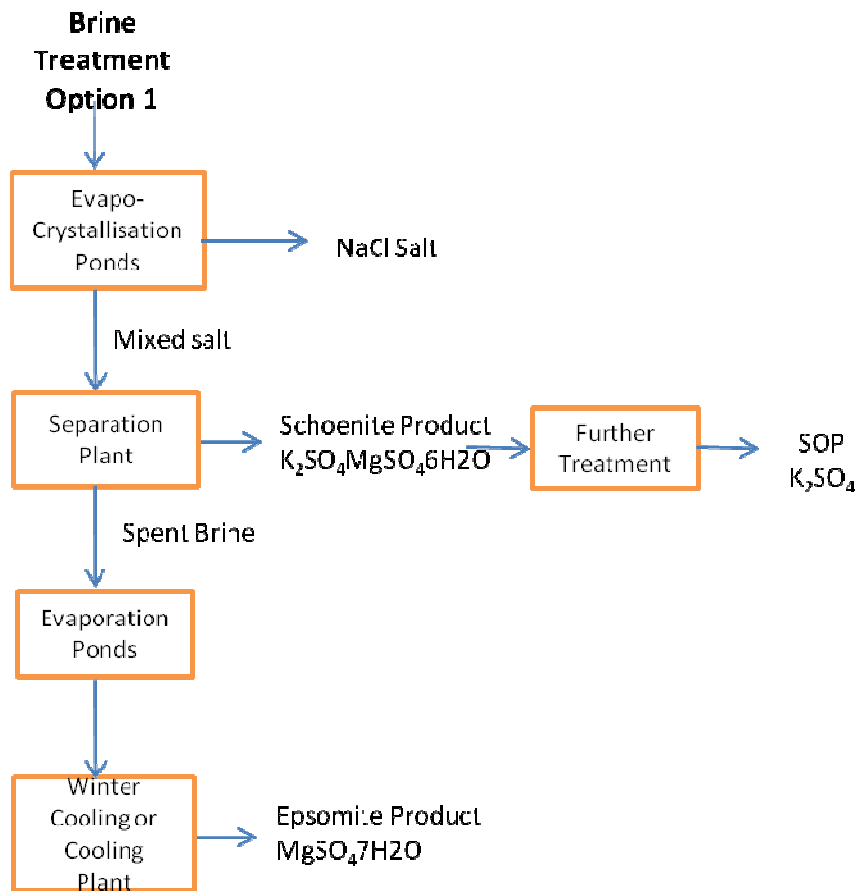 Brine
Treatment
Option 1
Evapo-
Crystallisation
Ponds
NaCl Salt
Mixed salt
Separation
Plant
Schoenite Product
K₂SO₄MgSO₄6H2O
Further
Treatment
SOP
K₂SO₄
Spent Brine
Evaporation
Ponds
Winter
Cooling or
Cooling
Plant
Epsomite Product
MgSO₄7H2O